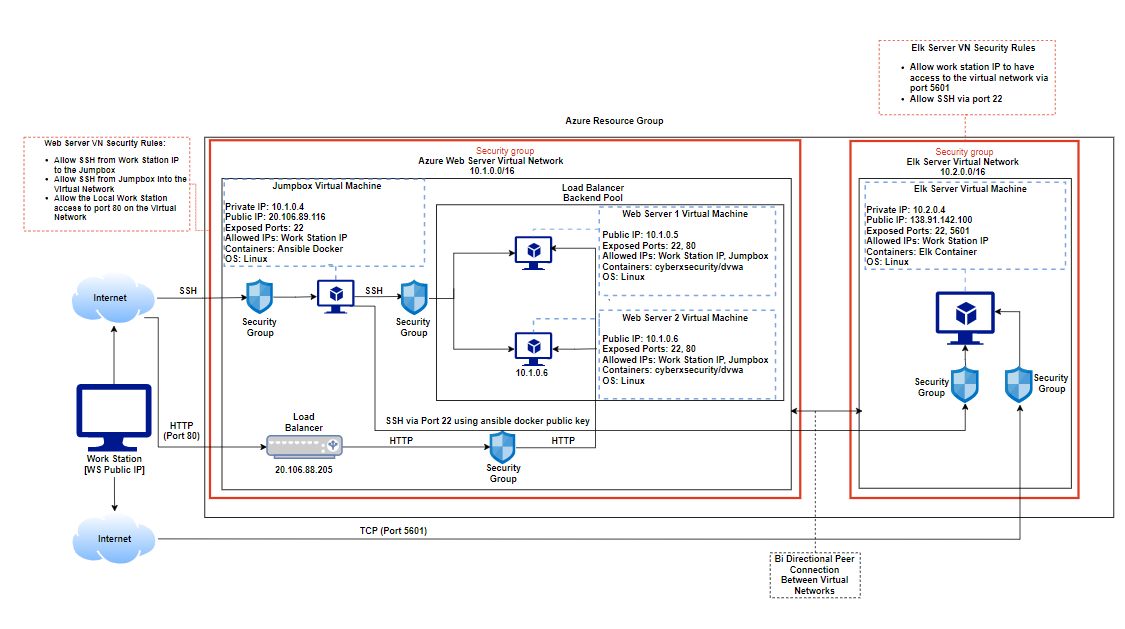 Elk Server VN Security Rules
• Allow work station IP to have
access to the virtual network via
port 5601
• Allow SSH via port 22
Azure Resource Group
Web Server VN Security Rules:
• Allow SSH from Work Station IP
to the Jumpbox
• Allow SSH from Jumpbox Into the
Virtual Network
• Allow the Local Work Station
access to port 80 on the Virtual
Network
Security group
Azure Web Server Virtual Network
10.1.0.0/16
Jumpbox Virtual Machine
Private IP: 10.1.0.4
Public IP: 20.106.89.116
Exposed Ports: 22
Allowed IPs: Work Station IP
Containers: Ansible Docker
OS: Linux
Load Balancer
Backend Pool
Web Server 1 Virtual Machine
Public IP: 10.1.0.5
Exposed Ports: 22, 80
Allowed IPs: Work Station IP, Jumpbox
Containers: cyberxsecurity/dvwa
OS: Linux
Web Server 2 Virtual Machine
Public IP: 10.1.0.6
Exposed Ports: 22, 80
Allowed IPs: Work Station IP, Jumpbox
Containers: cyberxsecurity/dvwa
OS: Linux
10.1.0.6
Security group
Elk Server Virtual Network
10.2.0.0/16
Elk Server Virtual Machine
Private IP: 10.2.0.4
Public IP: 138.91.142.100
Exposed Ports: 22, 5601
Allowed IPs: Work Station IP
Containers: Elk Container
OS: Linux
Internet
SSH
Security
Group
SSH
Security
Group
Security
Group
Security
Group
HTTP
(Port 80)
Work Station
[WS Public IP]
Load
Balancer
20.106.88.205
SSH via Port 22 using ansible docker public key
HTTP
HTTP
Security
Group
Internet
TCP (Port 5601)
Bi Directional Peer
Connection
Between Virtual
Networks